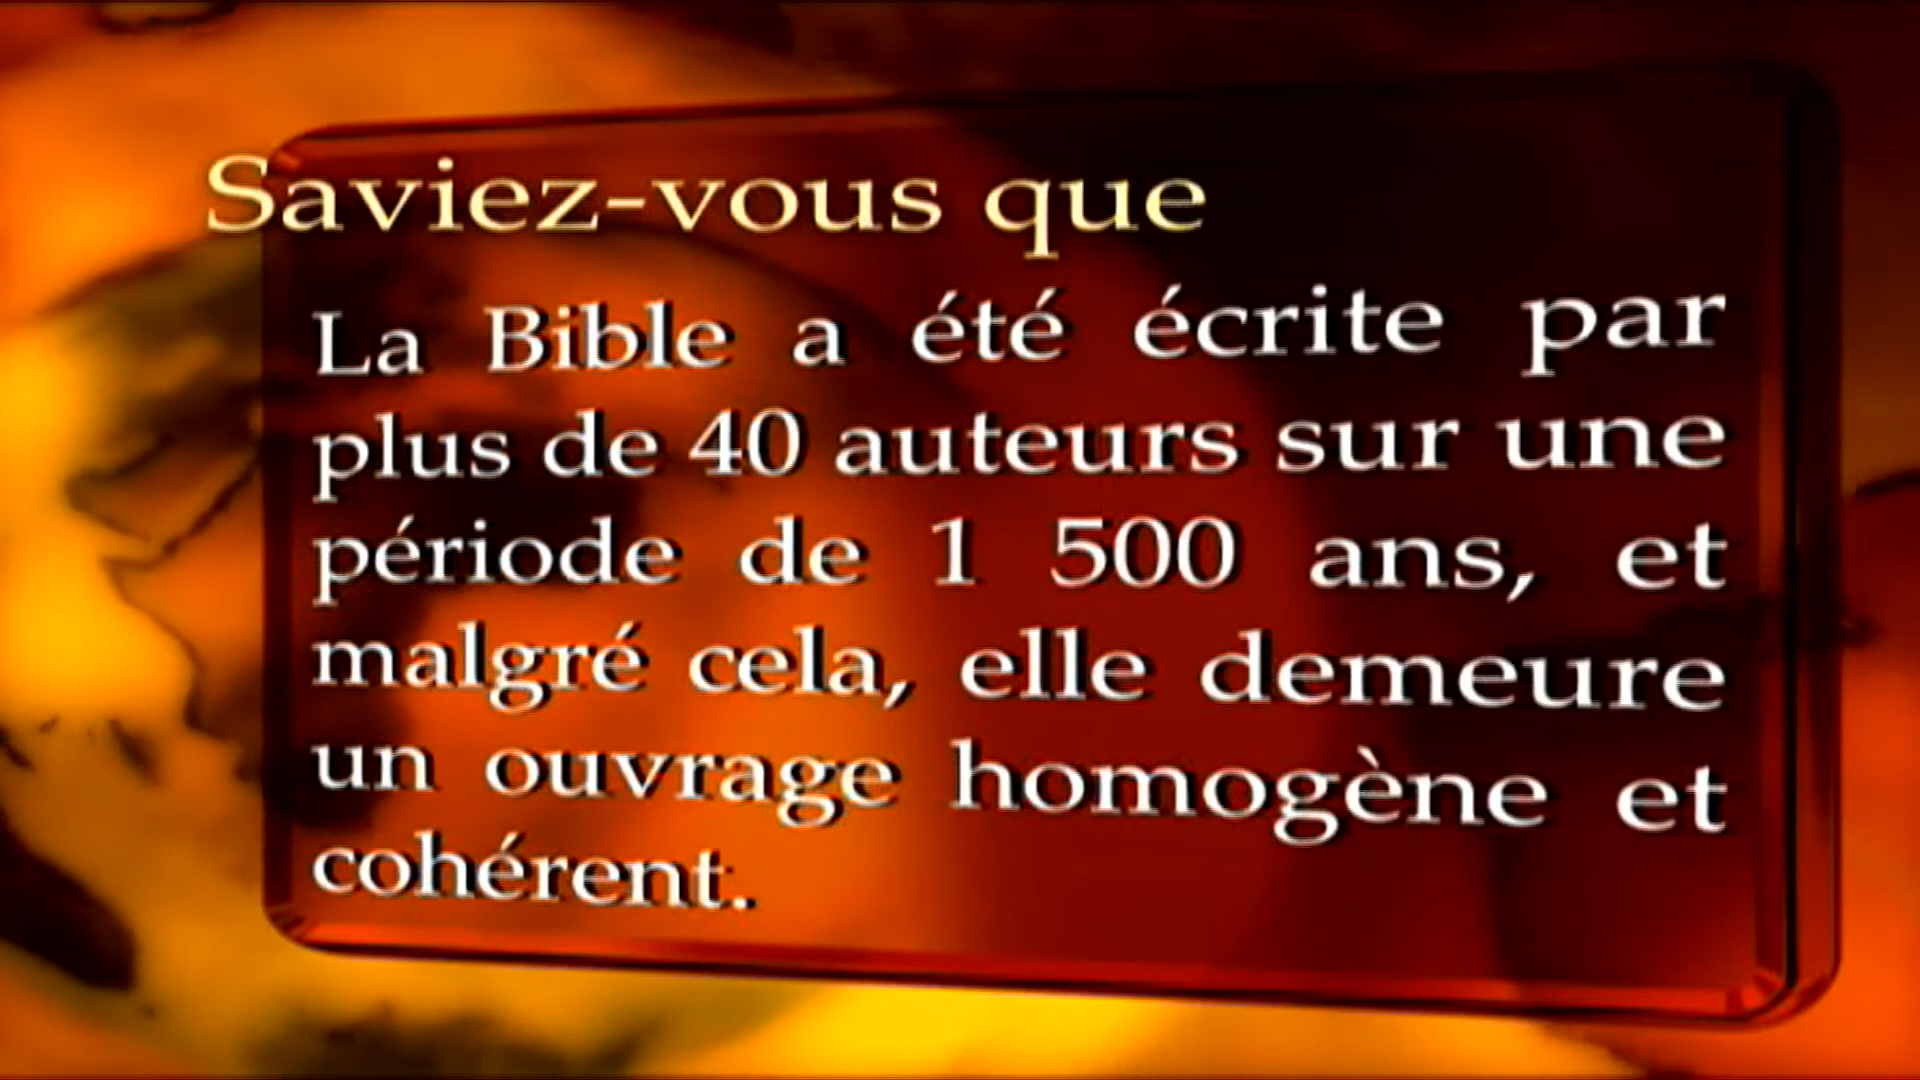 Saviez-vous que
La Bible a été écrite par
plus de 40 auteurs sur une
période de 1 500 ans, et
malgré cela, elle demeure
un ouvrage homogène et
cohérent.